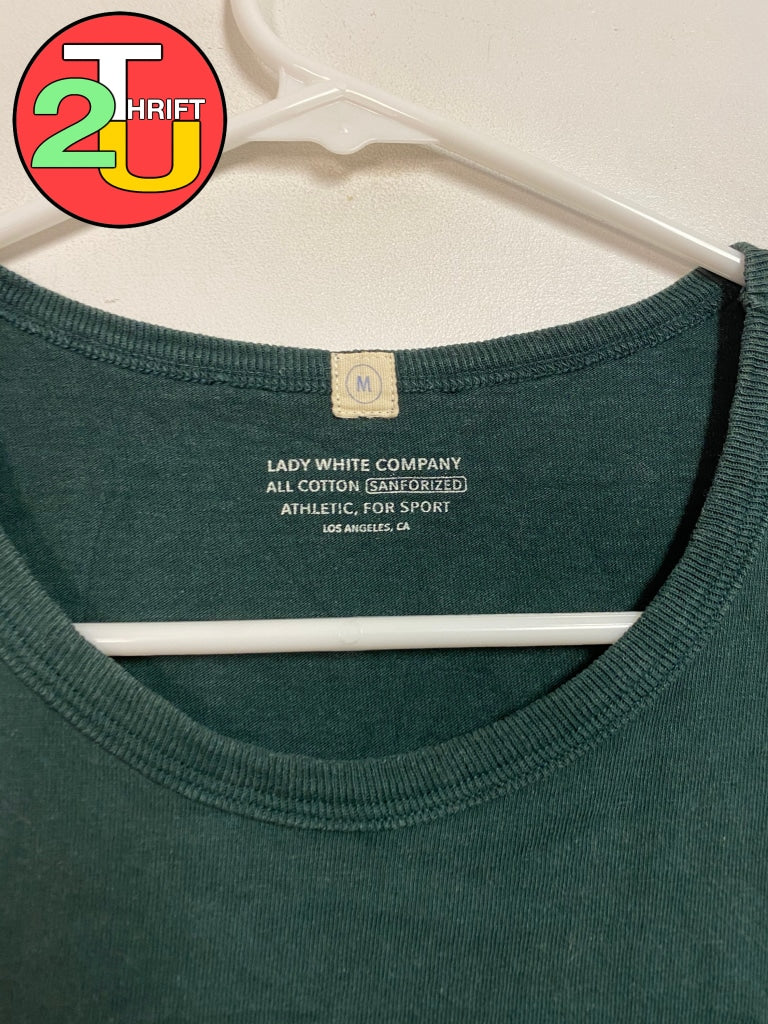 T
2 HRIFT
U
M
LADY WHITE COMPANY
ALL COTTON SANFORIZED
ATHLETIC, FOR SPORT
LOS ANGELES, CA